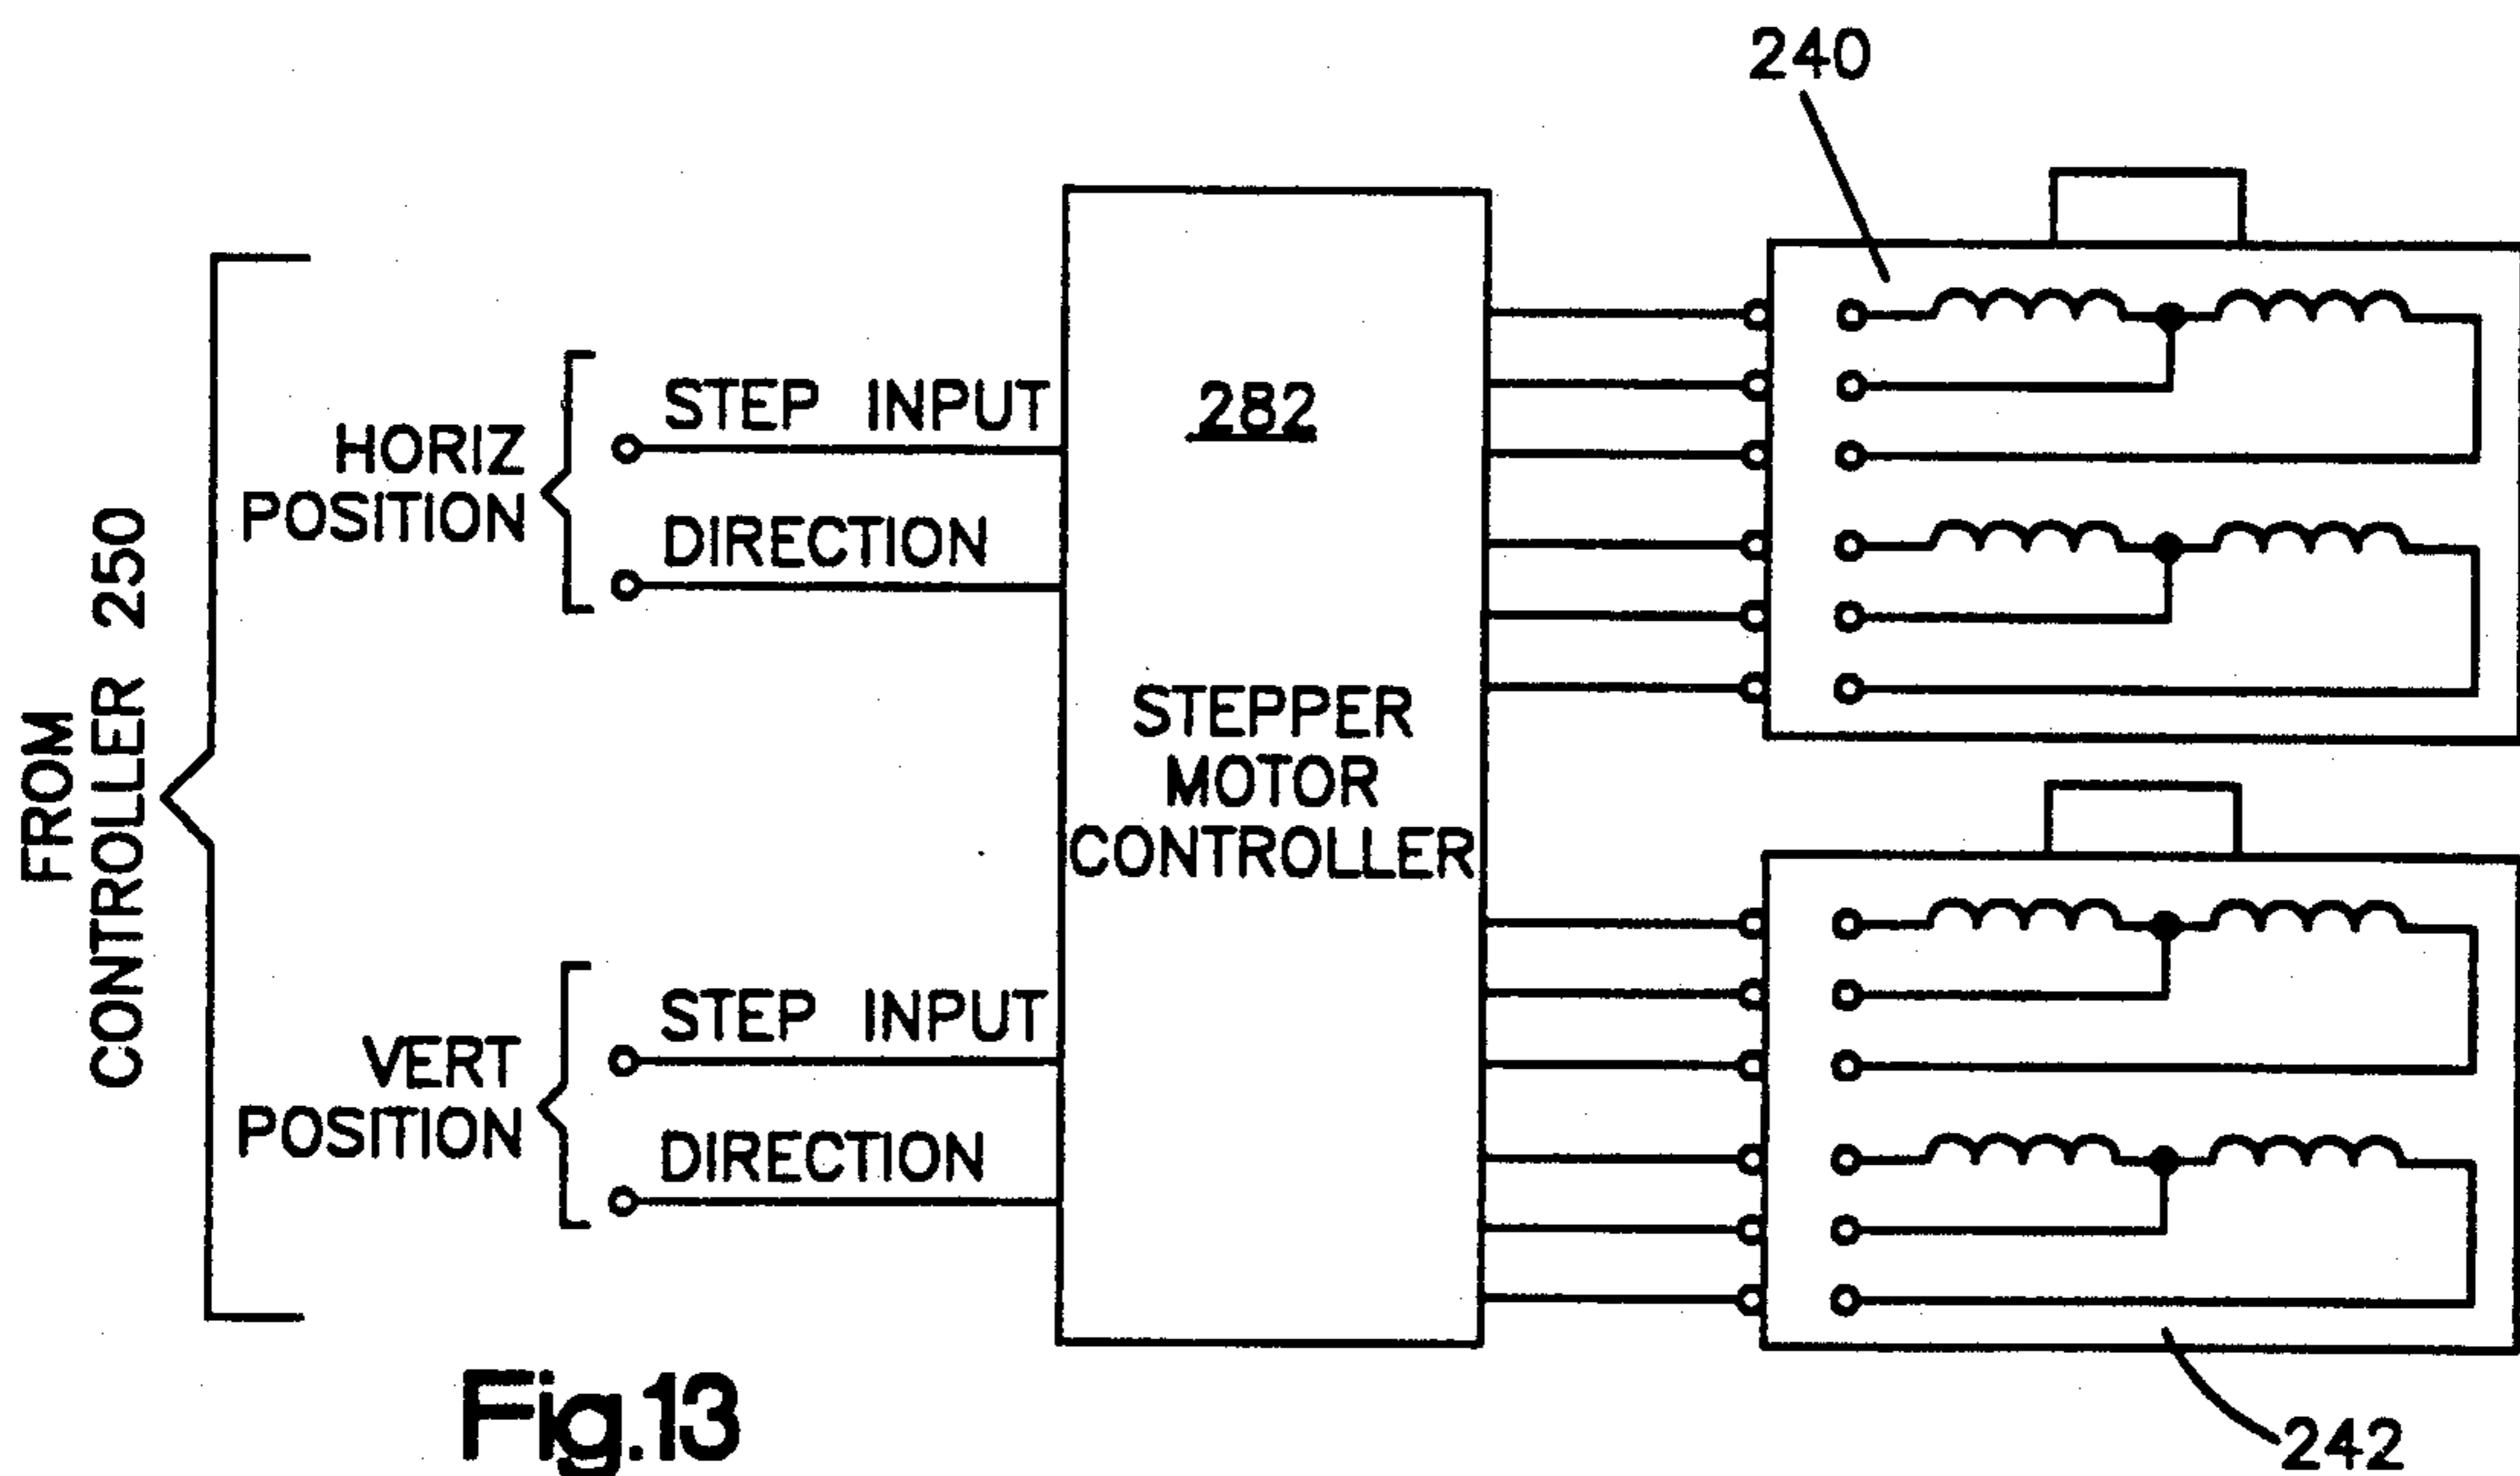 240
FROM
CONTROLLER 250
HORIZ
POSITION
STEP INPUT
DIRECTION
282
STEPPER
MOTOR
CONTROLLER
VERT
POSITION
STEP INPUT
DIRECTION
242
Fig.13